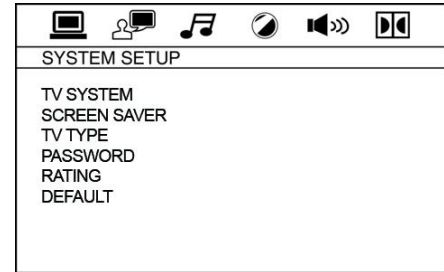 SYSTEM SETUP
TV SYSTEM
SCREEN SAVER
TV TYPE
PASSWORD
RATING
DEFAULT